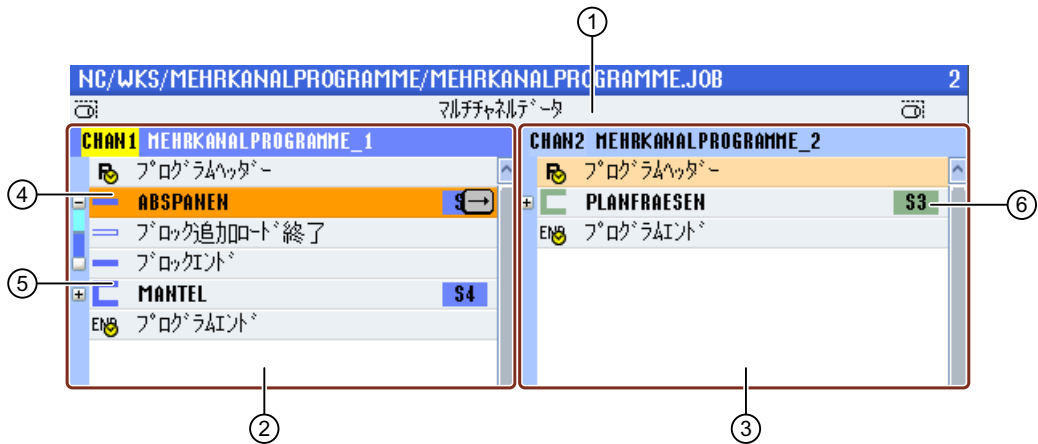 1
NC/WKS/MEHRKANALPROGRAMME/MEHRKANALPROGRAMME.JOB 2
マルチチャネルデータ
CHAN1 MEHRKANALPROGRAMME_1
プログラムヘッダー
ABSPANEN
ブロック追加ロード終了
ブロックエンド
MANTEL S4
END プログラムエンド
CHAN2 MEHRKANALPROGRAMME_2
プログラムヘッダー
PLANFRAESEN S3
END プログラムエンド
4
5
6
2
3